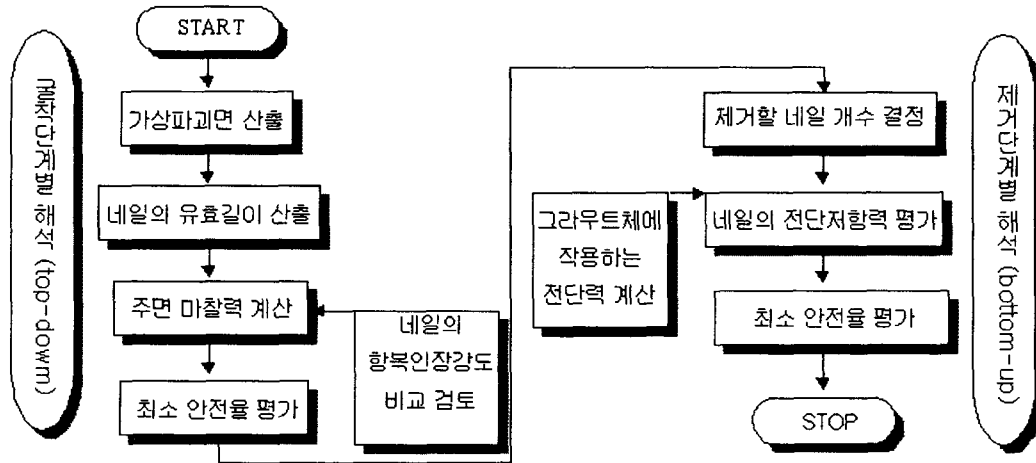 굴착단계별 해석 (top-dowm)
START
가상파괴면 산출
네일의 유효길이 산출
주면 마찰력 계산
최소 안전율 평가
네일의
항복인장강도
비교 검토
제거할 네일 개수 결정
그라우트체에
작용하는
전단력 계산
네일의 전단저항력 평가
최소 안전율 평가
STOP
제거단계별 해석 (bottom-up)